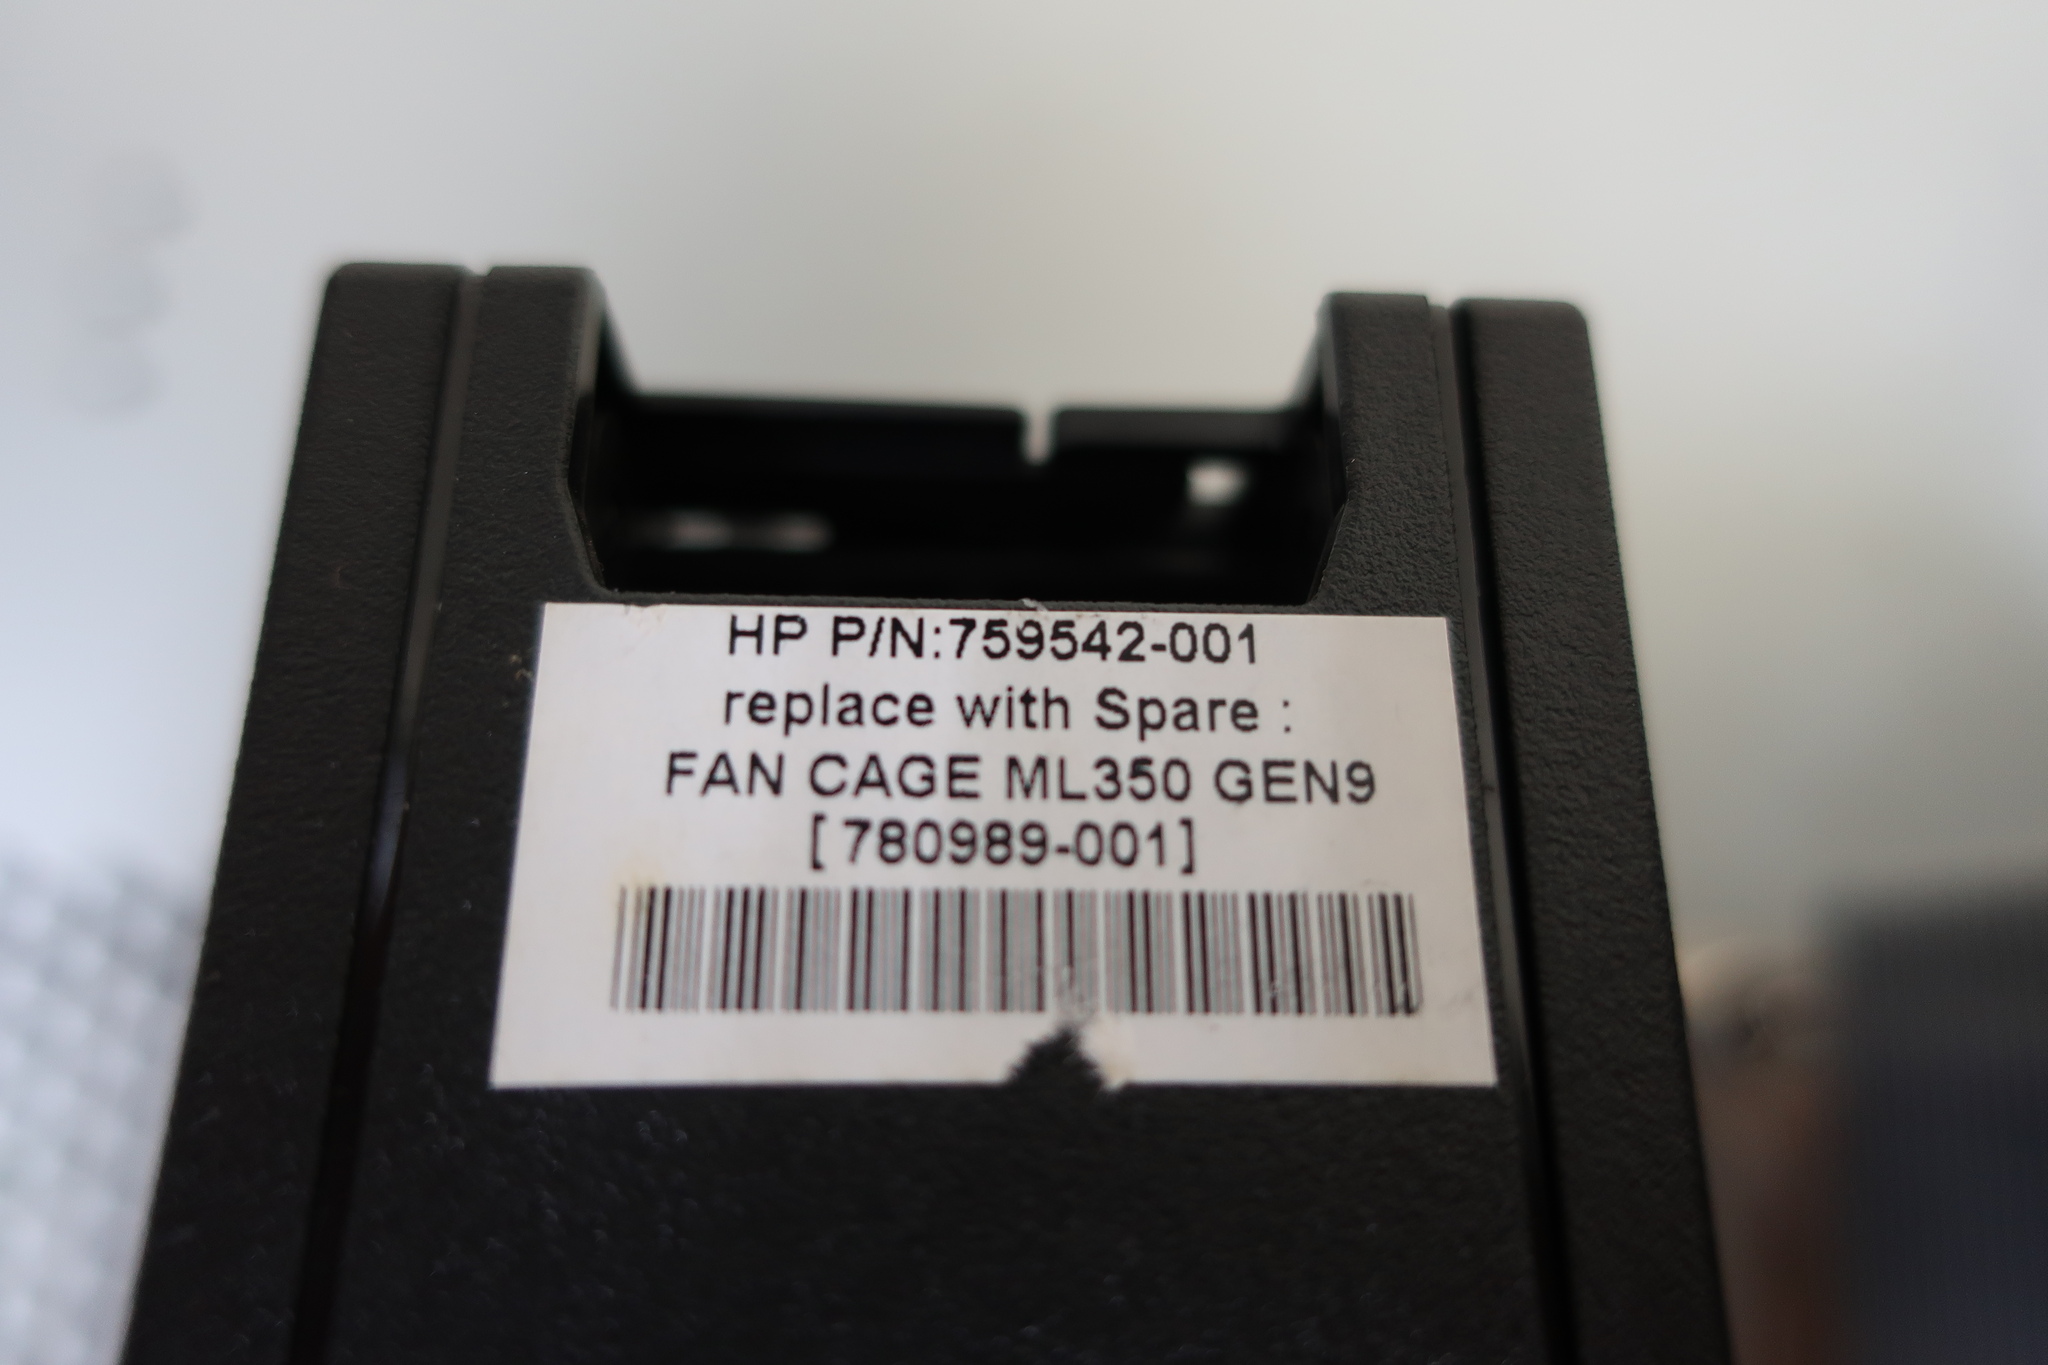 HP P/N:759542-001
replace with Spare :
FAN CAGE ML350 GEN9
[ 780989-001]